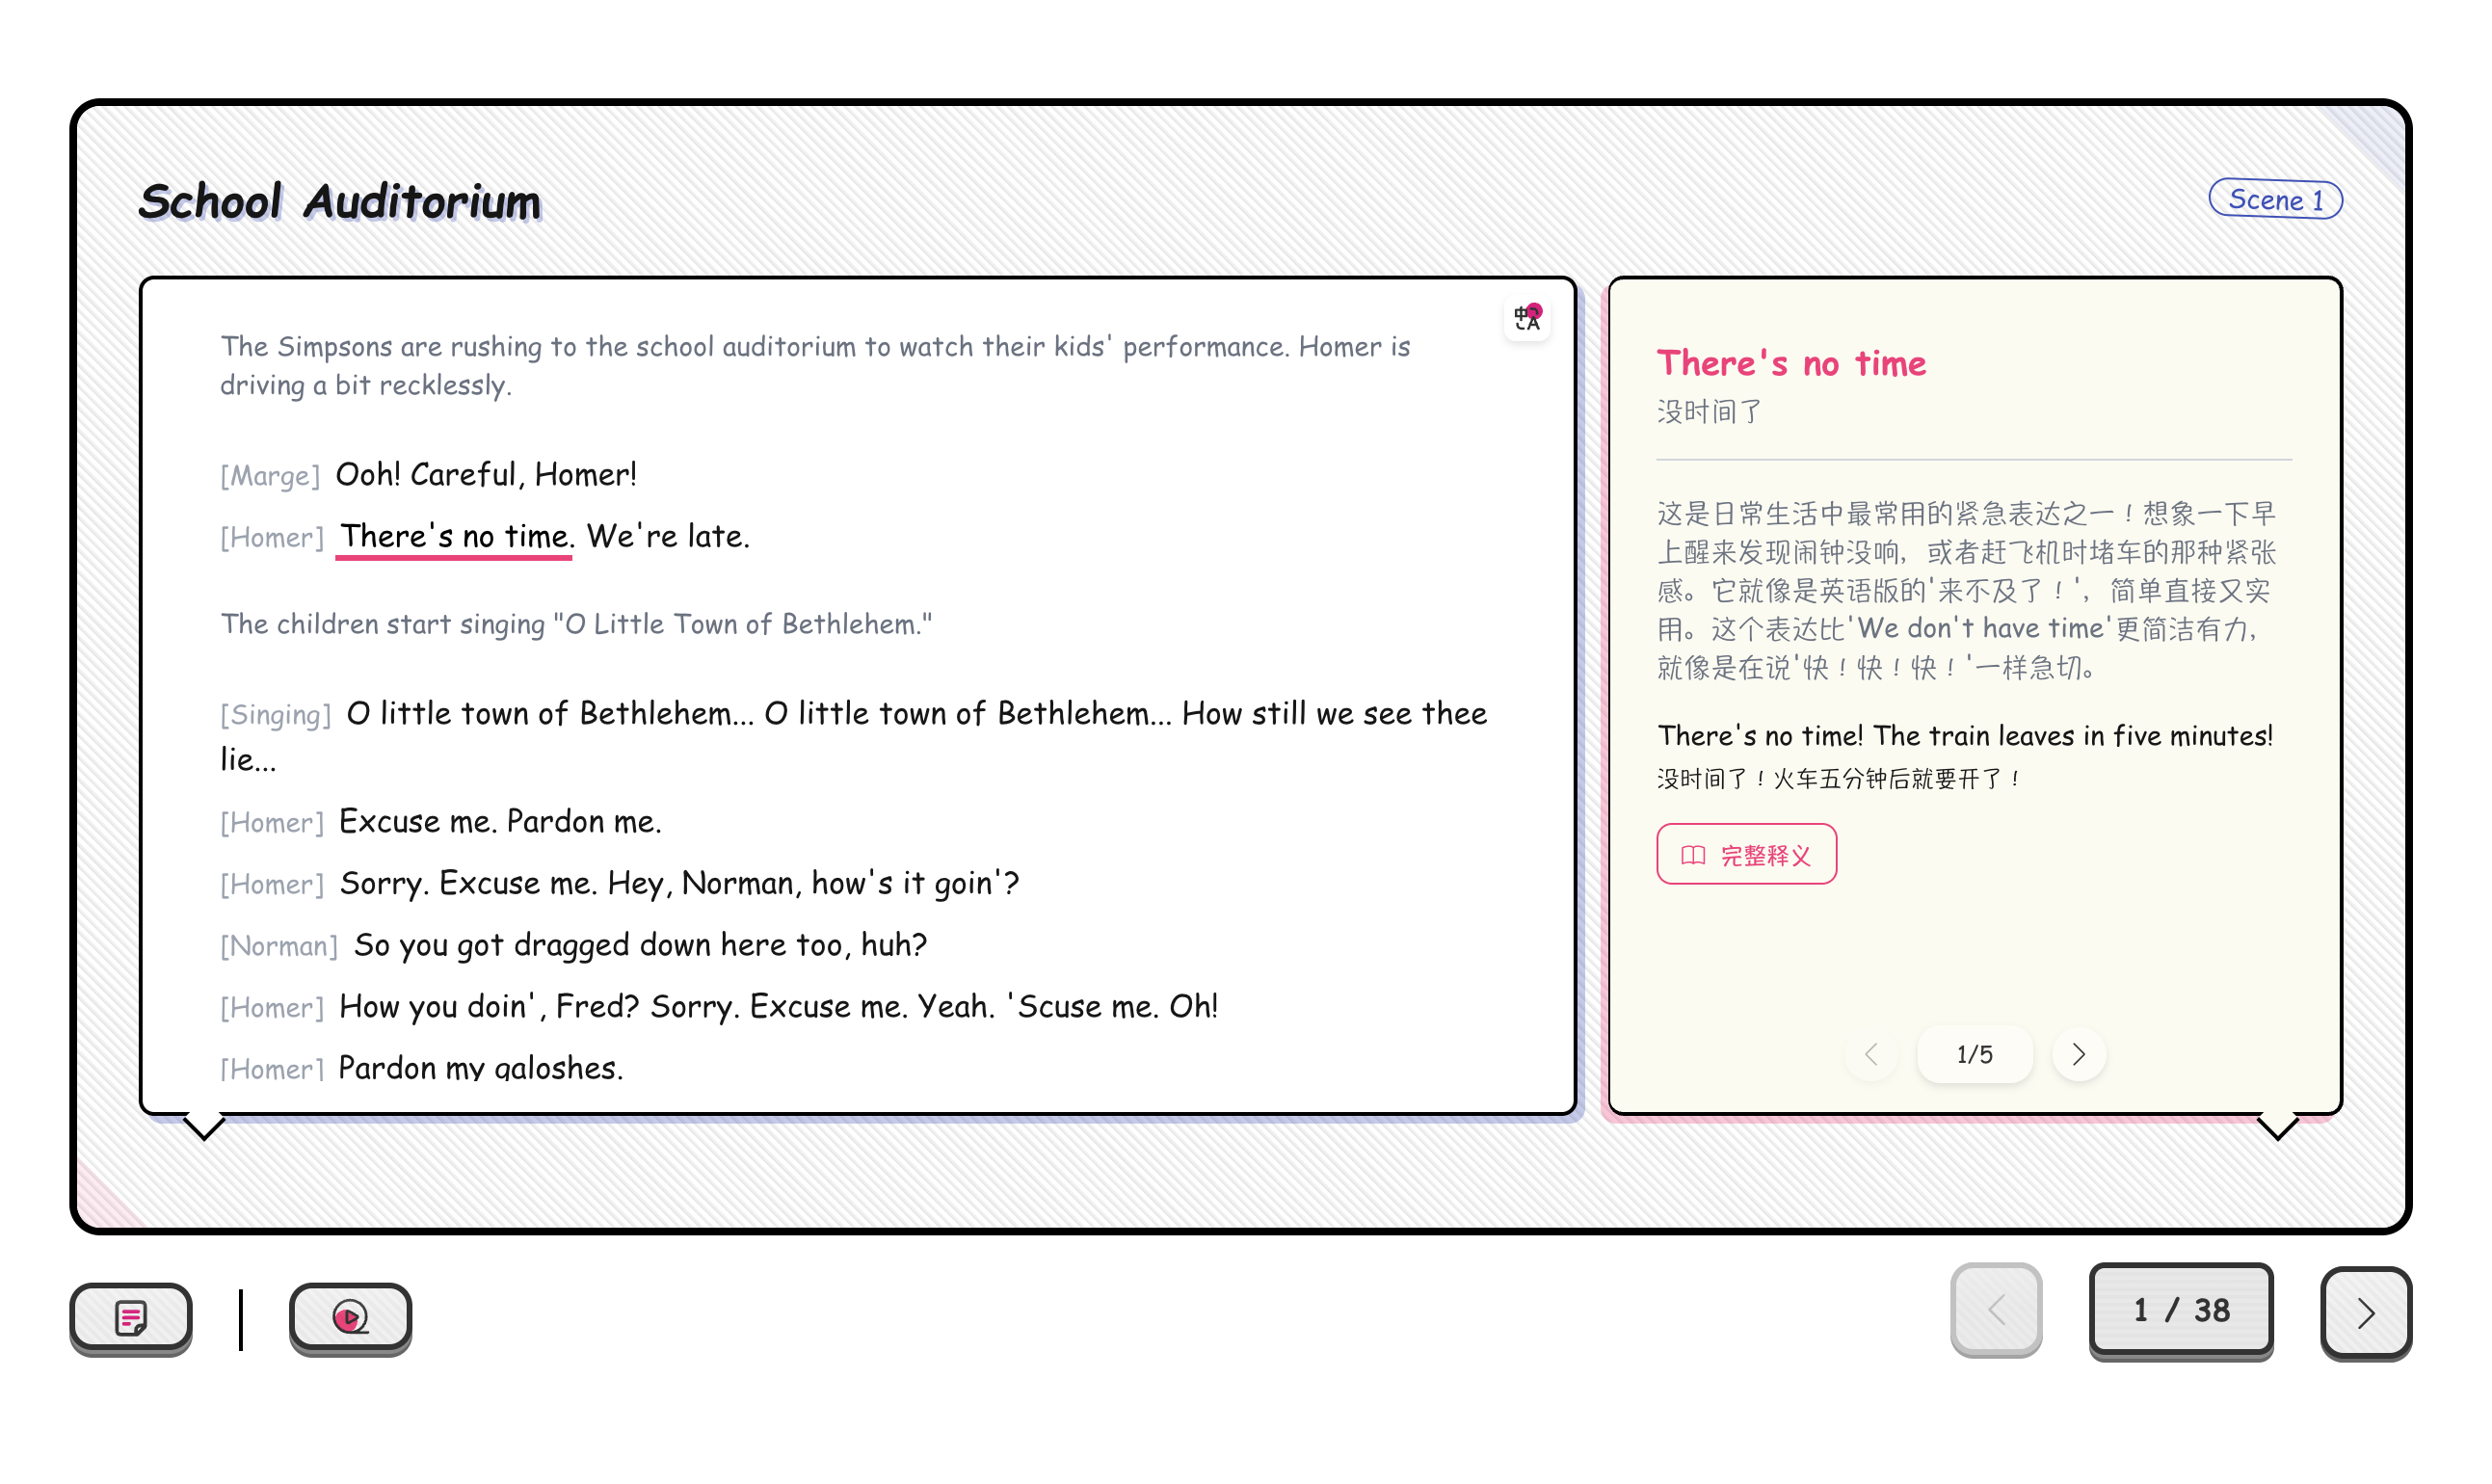 School Auditorium
Scene 1
The Simpsons are rushing to the school auditorium to watch their kids' performance. Homer is
driving a bit recklessly.
[Marge] Ooh! Careful, Homer!
[Homer] There's no time. We're late.
The children start singing "O Little Town of Bethlehem."
[Singing] O little town of Bethlehem... O little town of Bethlehem... How still we see thee
lie...
[Homer] Excuse me. Pardon me.
[Homer] Sorry. Excuse me. Hey, Norman, how's it goin'?
[Norman] So you got dragged down here too, huh?
[Homer] How you doin', Fred? Sorry. Excuse me. Yeah. 'Scuse me. Oh!
[Homer] Pardon my galoshes.
中A
There's no time
没时间了
这是日常生活中最常用的紧急表达之一！想象一下早
上醒来发现闹钟没响，或者赶飞机时堵车的那种紧张
感。它就像是英语版的'来不及了！'，简单直接又实
用。这个表达比'We don't have time'更简洁有力，
就像是在说'快！快！快！'一样急切。
There's no time! The train leaves in five minutes!
没时间了！火车五分钟后就要开了！
完整释义
1/5
1 / 38